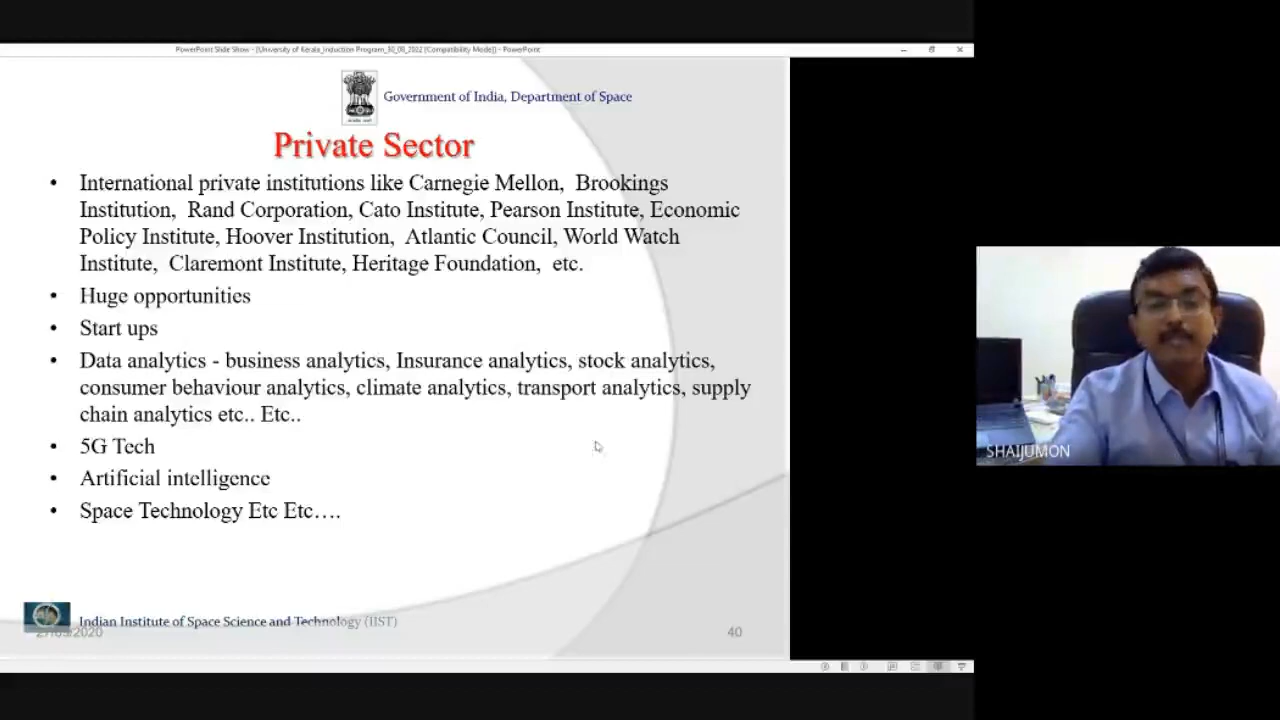 PowerPoint Slide Show - [University of Kerala_Induction Program_30_09_2022 [Compatibility Mode]] - PowerPoint
Government of India, Department of Space
Private Sector
• International private institutions like Carnegie Mellon, Brookings
Institution, Rand Corporation, Cato Institute, Pearson Institute, Economic
Policy Institute, Hoover Institution, Atlantic Council, World Watch
Institute, Claremont Institute, Heritage Foundation, etc.
• Huge opportunities
• Start ups
• Data analytics - business analytics, Insurance analytics, stock analytics,
consumer behaviour analytics, climate analytics, transport analytics, supply
chain analytics etc.. Etc..
• 5G Tech
• Artificial intelligence
• Space Technology Etc Etc….
SHAIJUMON
Indian Institute of Space Science and Technology (IIST)
40